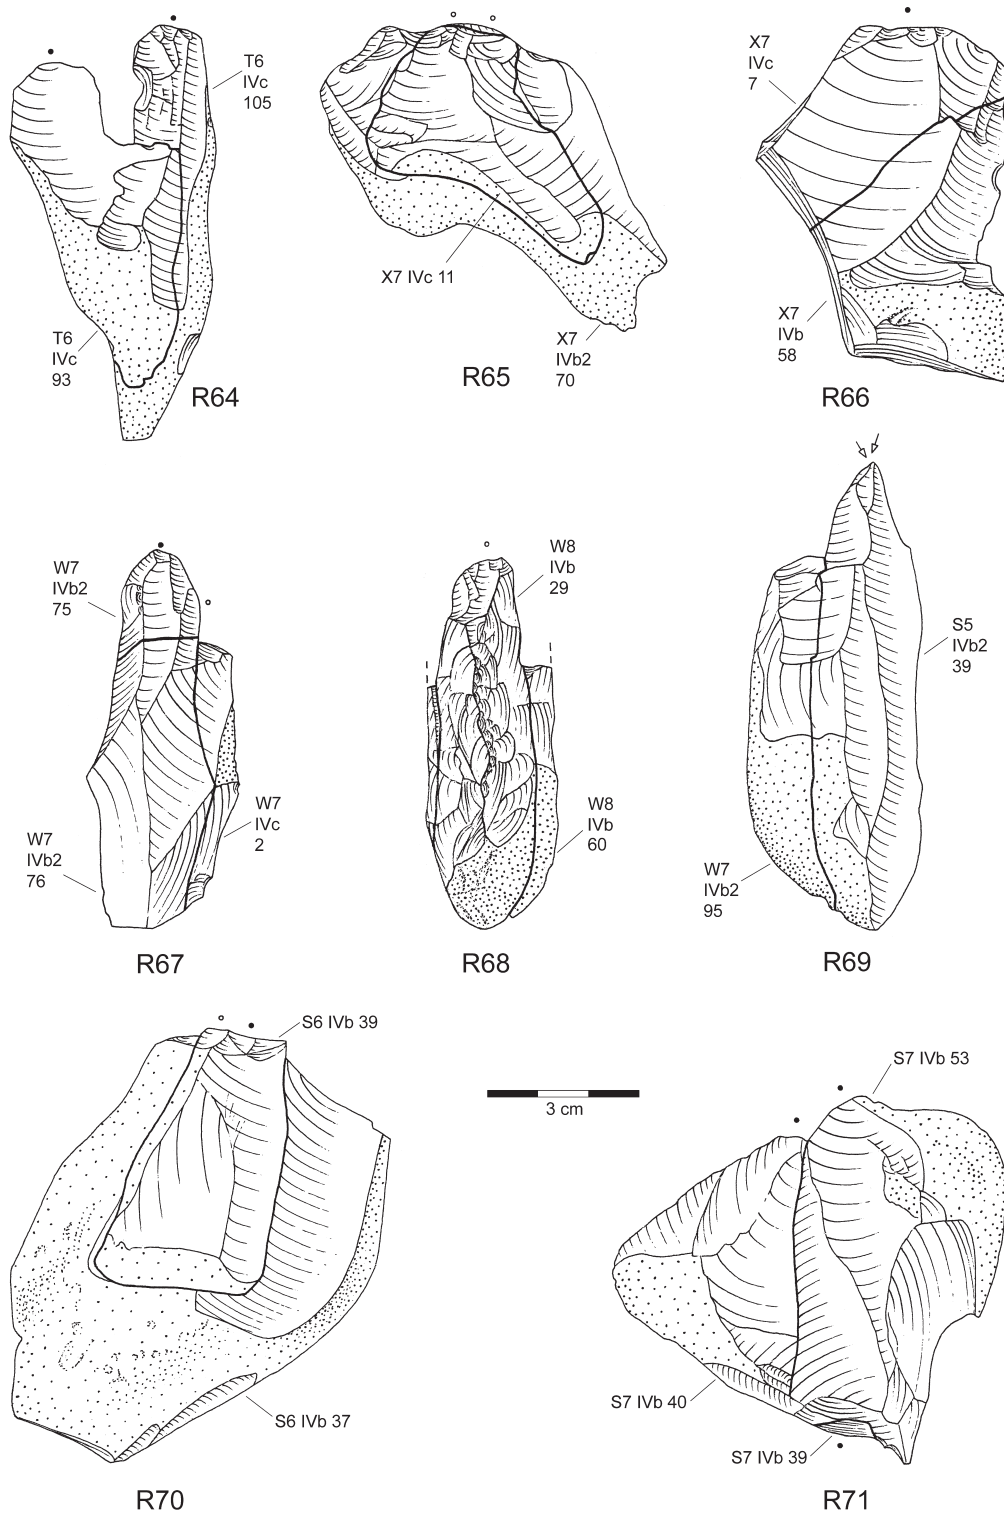 T6
IVc
105
T6
IVc
93
R64
X7 IVc 11
X7
IVb2
70
R65
X7
IVc
7
X7
IVb
58
R66
W7
IVb2
75
W7
IVb2
76
W7
IVc
2
R67
W8
IVb
29
W8
IVb
60
R68
S5
IVb2
39
W7
IVb2
95
R69
S6 IVb 39
S6 IVb 37
R70
3 cm
S7 IVb 53
S7 IVb 40
S7 IVb 39
R71